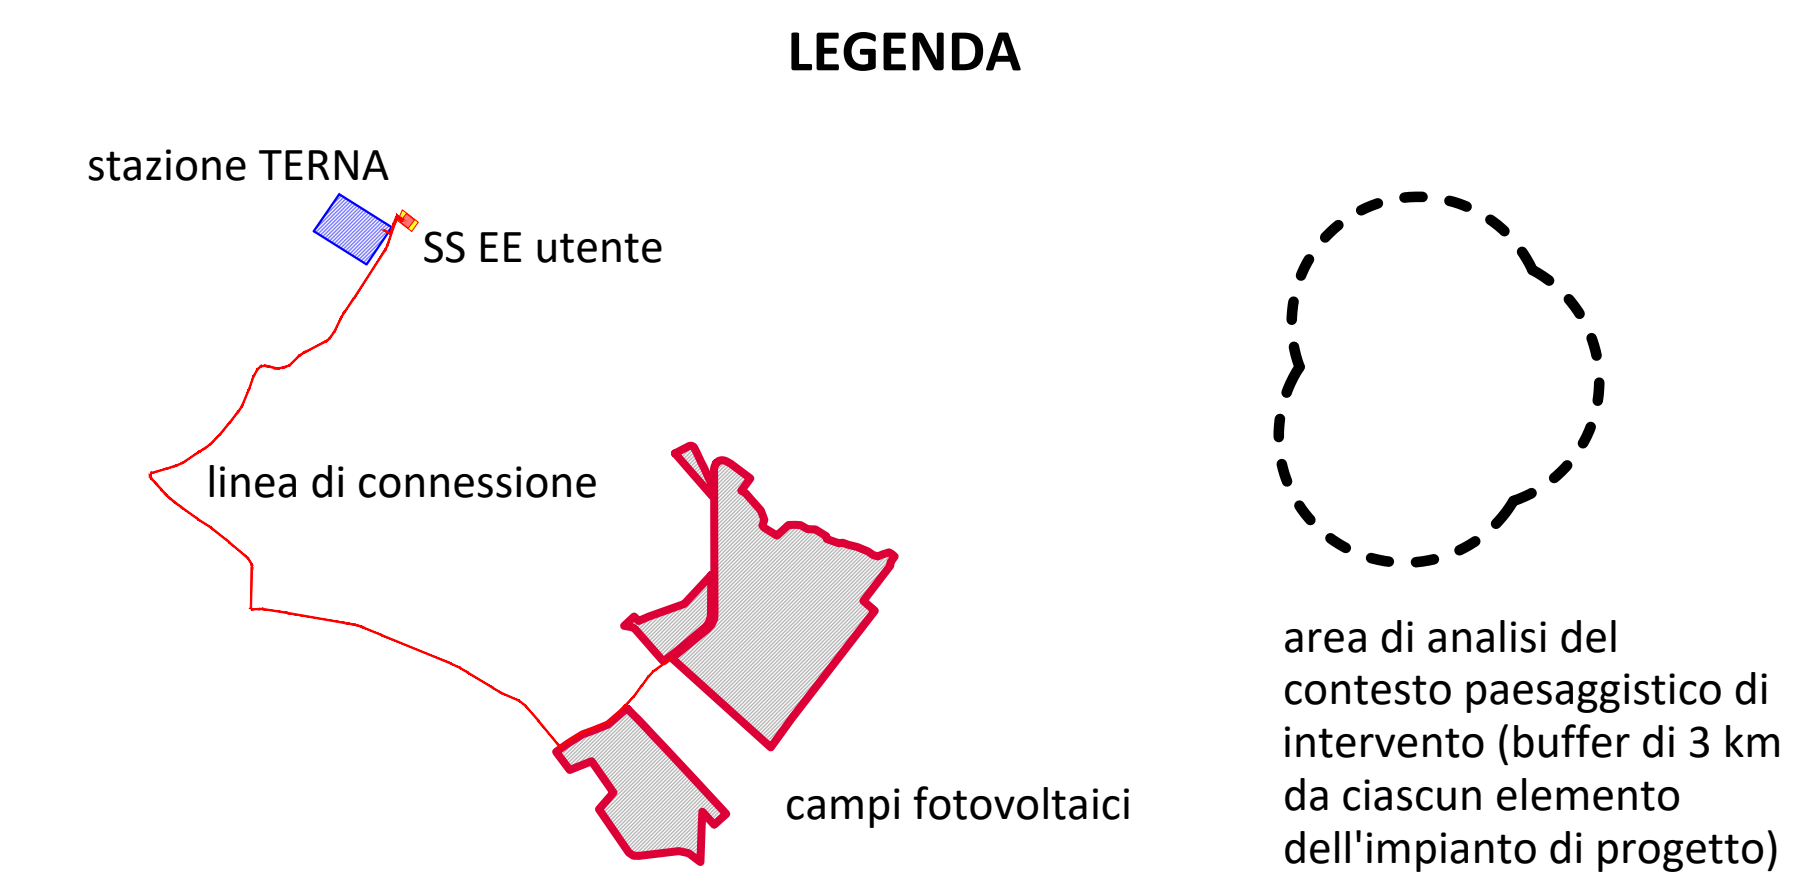 LEGENDA
stazione TERNA
SS EE utente
linea di connessione
campi fotovoltaici
area di analisi del
contesto paesaggistico di
intervento (buffer di 3 km
da ciascun elemento
dell'impianto di progetto)